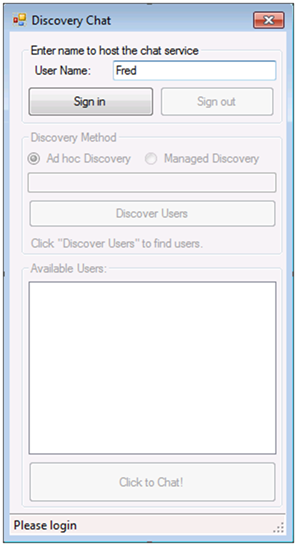 Discovery Chat
Enter name to host the chat service
User Name: Fred
Sign in Sign out
Discovery Method
Ad hoc Discovery Managed Discovery
Discover Users
Click "Discover Users" to find users.
Available Users:
Click to Chat!
Please login